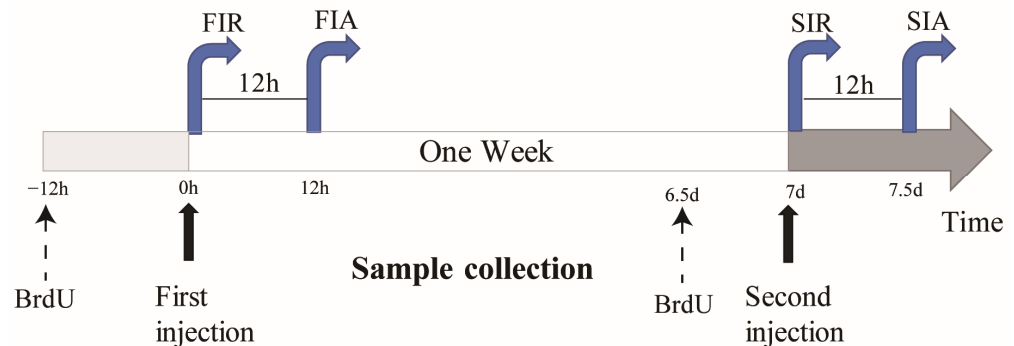 FIR
FIA
SIR
SIA
12h
12h
One Week
−12h
0h
12h
6.5d
7d
7.5d
Time
Sample collection
BrdU
First
injection
BrdU
Second
injection